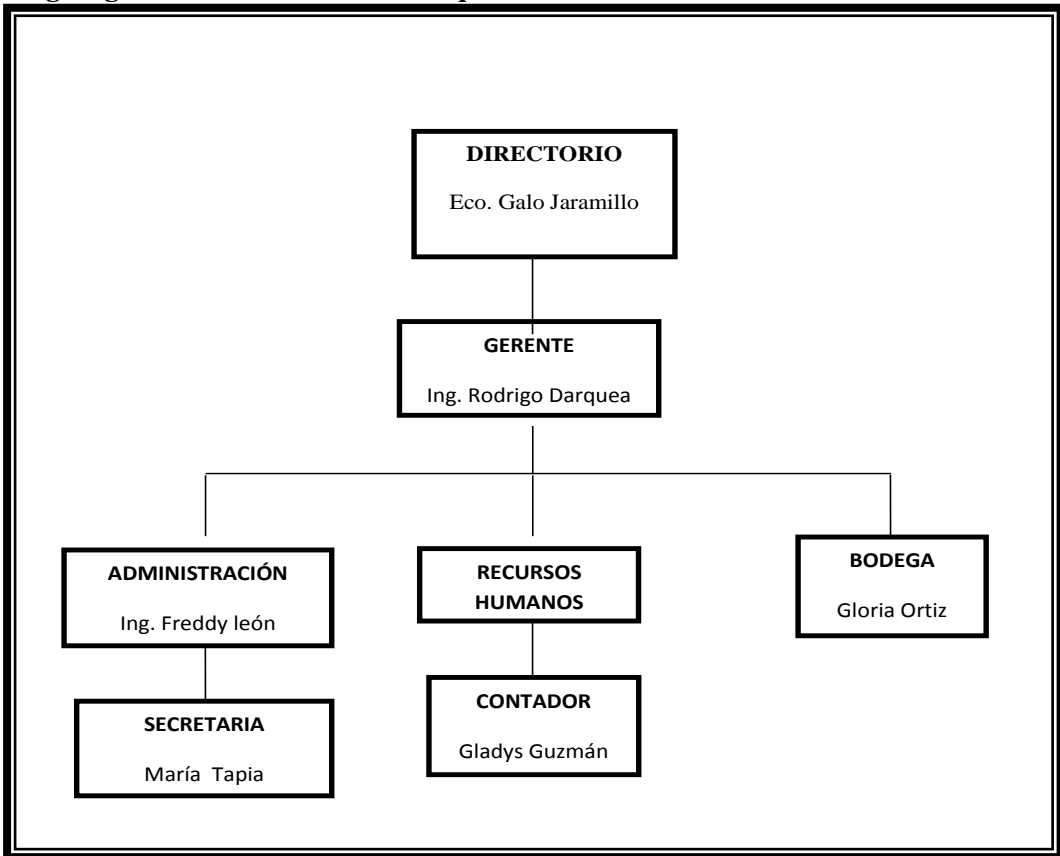 DIRECTORIO
Eco. Galo Jaramillo
GERENTE
Ing. Rodrigo Darquea
ADMINISTRACIÓN
Ing. Freddy león
RECURSOS
HUMANOS
BODEGA
Gloria Ortiz
SECRETARIA
María Tapia
CONTADOR
Gladys Guzmán